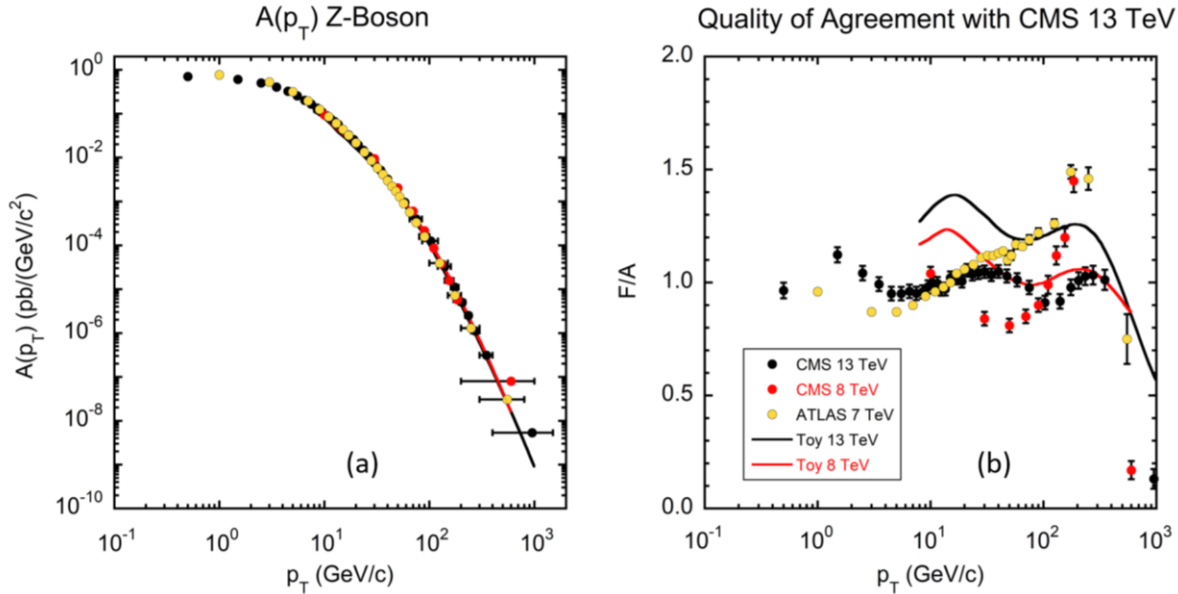 A(p_T) Z-Boson
10^0
10^-2
10^-4
10^-6
10^-8
10^-10
A(p_T) (pb/(GeV/c^2)
(a)
10^-1
10^0
10^1
10^2
10^3
p_T (GeV/c)
Quality of Agreement with CMS 13 TeV
2.0
1.5
1.0
0.5
0.0
F/A
CMS 13 TeV
CMS 8 TeV
ATLAS 7 TeV
Toy 13 TeV
Toy 8 TeV
(b)
10^-1
10^0
10^1
10^2
10^3
p_T (GeV/c)